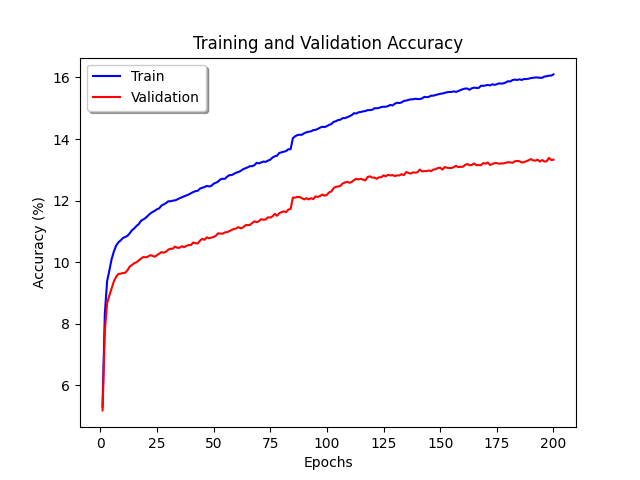 Training and Validation Accuracy
Train
Validation
Accuracy (%)
16
14
12
10
8
6
0 25 50 75 100 125 150 175 200
Epochs